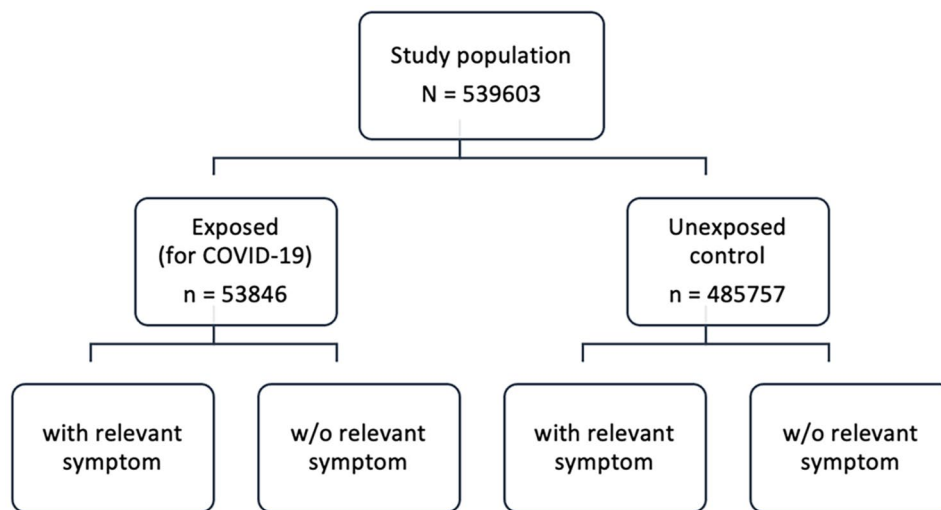 Study population
N = 539603
Exposed
(for COVID-19)
n = 53846
Unexposed
control
n = 485757
with relevant
symptom
w/o relevant
symptom
with relevant
symptom
w/o relevant
symptom